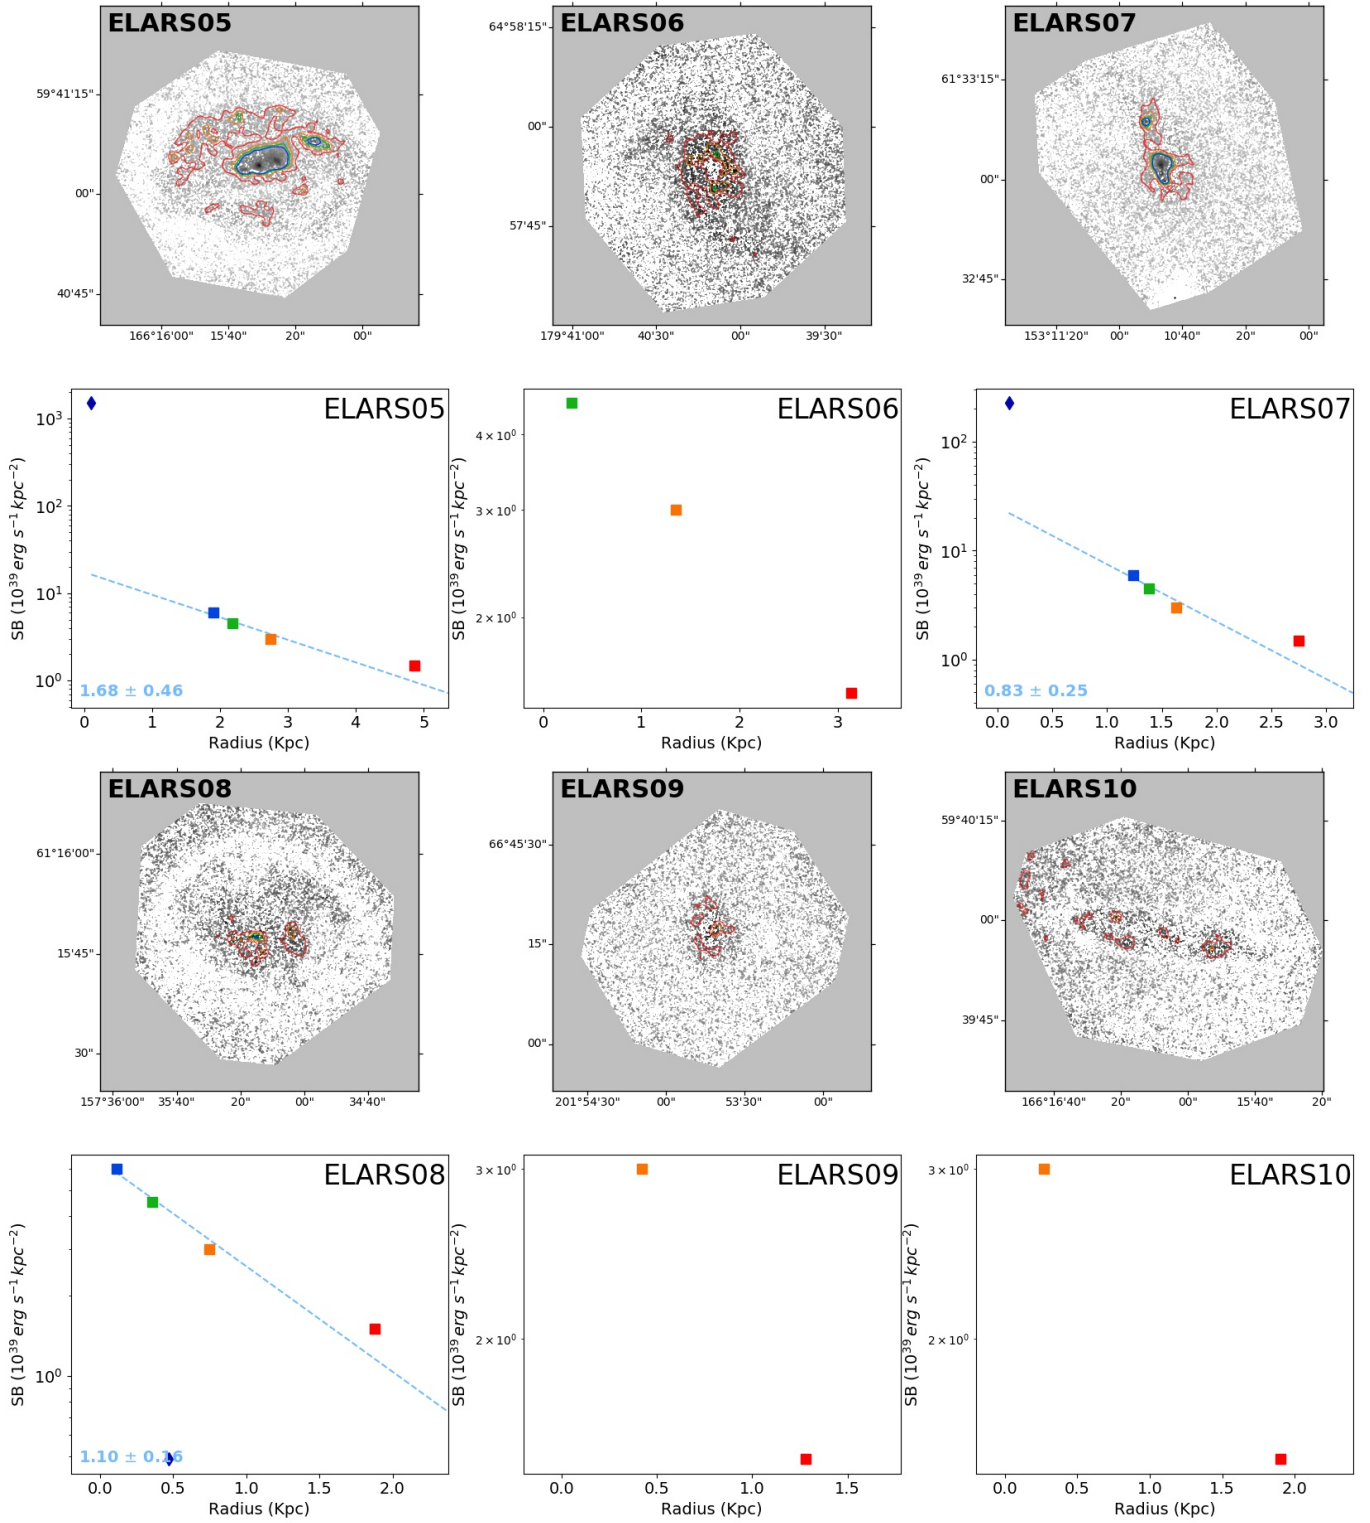 ELARS05
59°41'15"
00"
40'45"
166°16'00" 15'40" 20" 00"
ELARS06
64°58'15"
00"
57'45"
179°41'00" 40'30" 00" 39'30"
ELARS07
61°33'15"
00"
32'45"
153°11'20" 00" 10'40" 20" 00"
ELARS05
SB (10³⁹ erg s⁻¹ kpc⁻²)
10³
10²
10¹
10⁰
1.68 ± 0.46
0 1 2 3 4 5
Radius (Kpc)
ELARS06
SB (10³⁹ erg s⁻¹ kpc⁻²)
4 × 10⁰
3 × 10⁰
2 × 10⁰
0 1 2 3
Radius (Kpc)
ELARS07
SB (10³⁹ erg s⁻¹ kpc⁻²)
10²
10¹
10⁰
0.83 ± 0.25
0.0 0.5 1.0 1.5 2.0 2.5 3.0
Radius (Kpc)
ELARS08
61°16'00"
15'45"
30"
157°36'00" 35'40" 20" 00" 34'40"
ELARS09
66°45'30"
15"
00"
201°54'30" 00" 53'30" 00"
ELARS10
59°40'15"
00"
39'45"
166°16'40" 20" 00" 15'40" 20"
ELARS08
SB (10³⁹ erg s⁻¹ kpc⁻²)
10⁰
1.10 ± 0.16
0.0 0.5 1.0 1.5 2.0
Radius (Kpc)
ELARS09
SB (10³⁹ erg s⁻¹ kpc⁻²)
3 × 10⁰
2 × 10⁰
0.0 0.5 1.0 1.5
Radius (Kpc)
ELARS10
SB (10³⁹ erg s⁻¹ kpc⁻²)
3 × 10⁰
2 × 10⁰
0.0 0.5 1.0 1.5 2.0
Radius (Kpc)